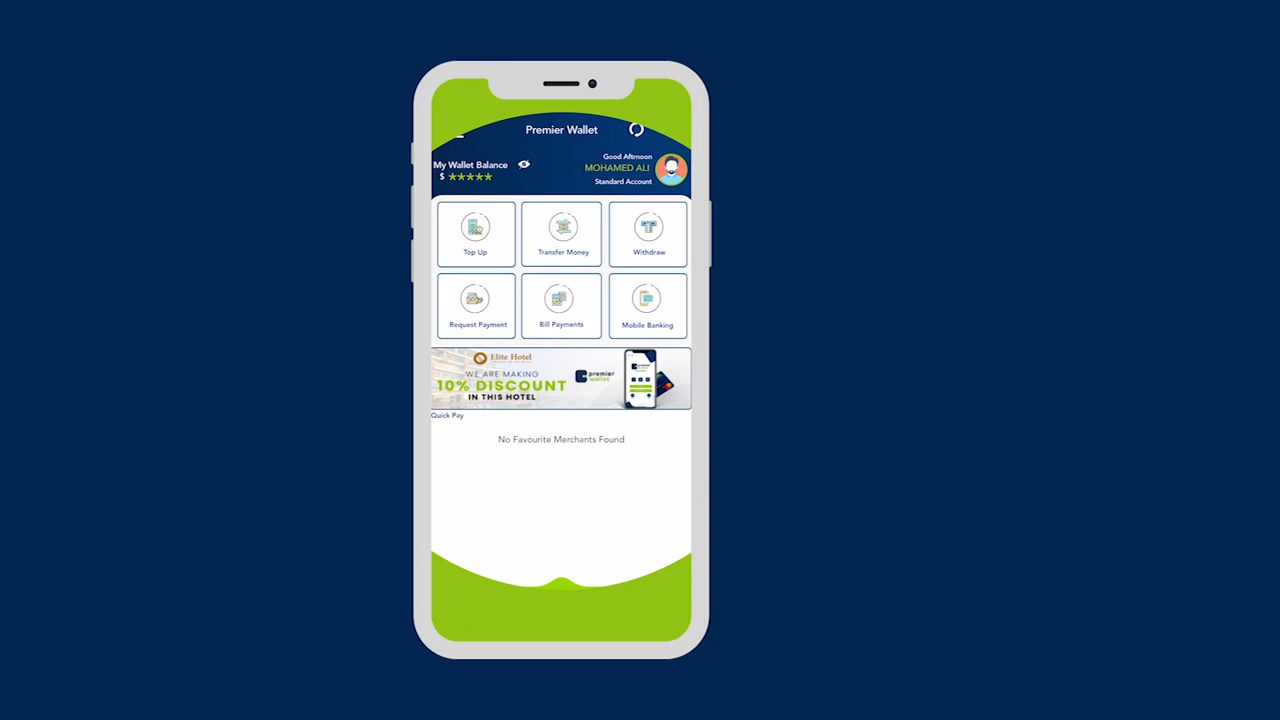 Premier Wallet
My Wallet Balance
$ *****
Good Aftrnoon
MOHAMED ALI
Standard Account
Top Up
Transfer Money
Withdraw
Request Payment
Bill Payments
Mobile Banking
Elite Hotel
WE ARE MAKING
10% DISCOUNT
IN THIS HOTEL
premier
wallet
Quick Pay
No Favourite Merchants Found